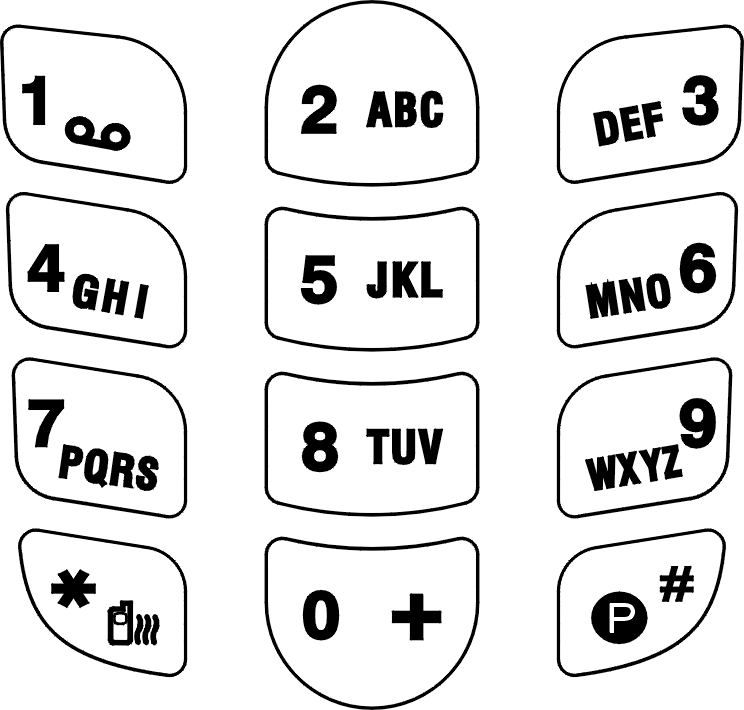 1
2 ABC
DEF 3
4 GHI
5 JKL
MNO 6
7 PQRS
8 TUV
WXYZ 9
*
0 +
P #